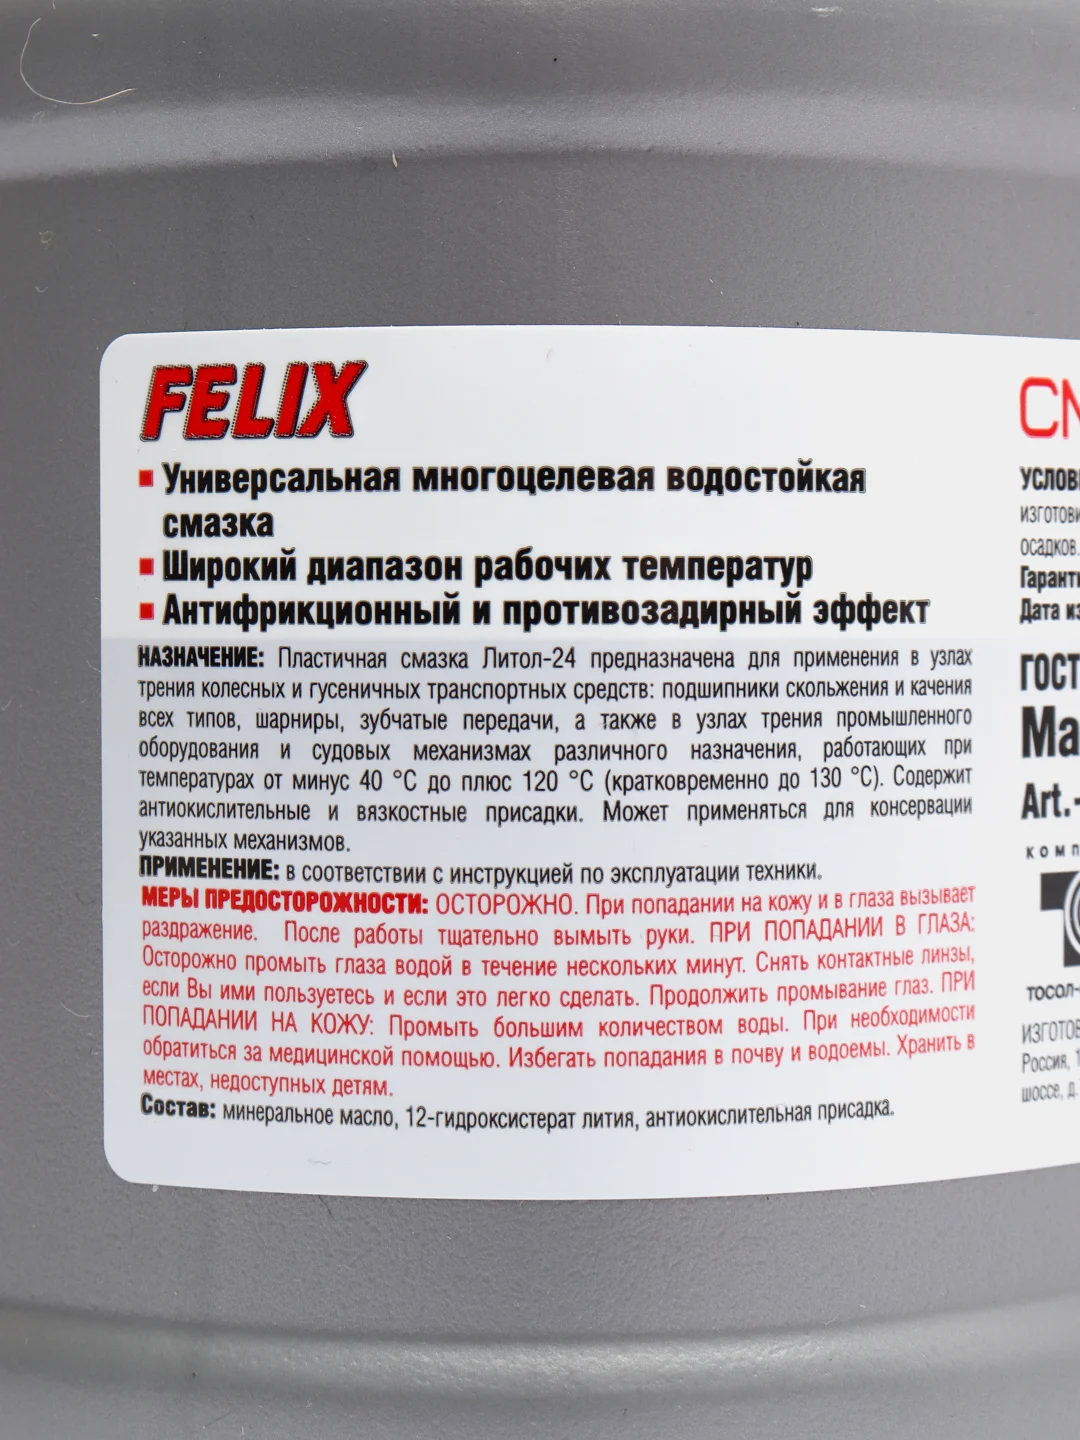 FELIX
Универсальная многоцелевая водостойкая
смазка
Широкий диапазон рабочих температур
Антифрикционный и противозадирный эффект
НАЗНАЧЕНИЕ: Пластичная смазка Литол-24 предназначена для применения в узлах
трения колесных и гусеничных транспортных средств: подшипники скольжения и качения
всех типов, шарниры, зубчатые передачи, а также в узлах трения промышленного
оборудования и судовых механизмах различного назначения, работающих при
температурах от минус 40 °С до плюс 120 °С (кратковременно до 130 °С). Содержит
антиокислительные и вязкостные присадки. Может применяться для консервации
указанных механизмов.
ПРИМЕНЕНИЕ: в соответствии с инструкцией по эксплуатации техники.
МЕРЫ ПРЕДОСТОРОЖНОСТИ: ОСТОРОЖНО. При попадании на кожу и в глаза вызывает
раздражение. После работы тщательно вымыть руки. ПРИ ПОПАДАНИИ В ГЛАЗА:
Осторожно промыть глаза водой в течение нескольких минут. Снять контактные линзы,
если Вы ими пользуетесь и если это легко сделать. Продолжить промывание глаз. ПРИ
ПОПАДАНИИ НА КОЖУ: Промыть большим количеством воды. При необходимости
обратиться за медицинской помощью. Избегать попадания в почву и водоемы. Хранить в
местах, недоступных детям.
Состав: минеральное масло, 12-гидроксистерат лития, антиокислительная присадка.
осадков.
Дата
ГОСТ
Art.-
Россия, 1
шоссе, д.